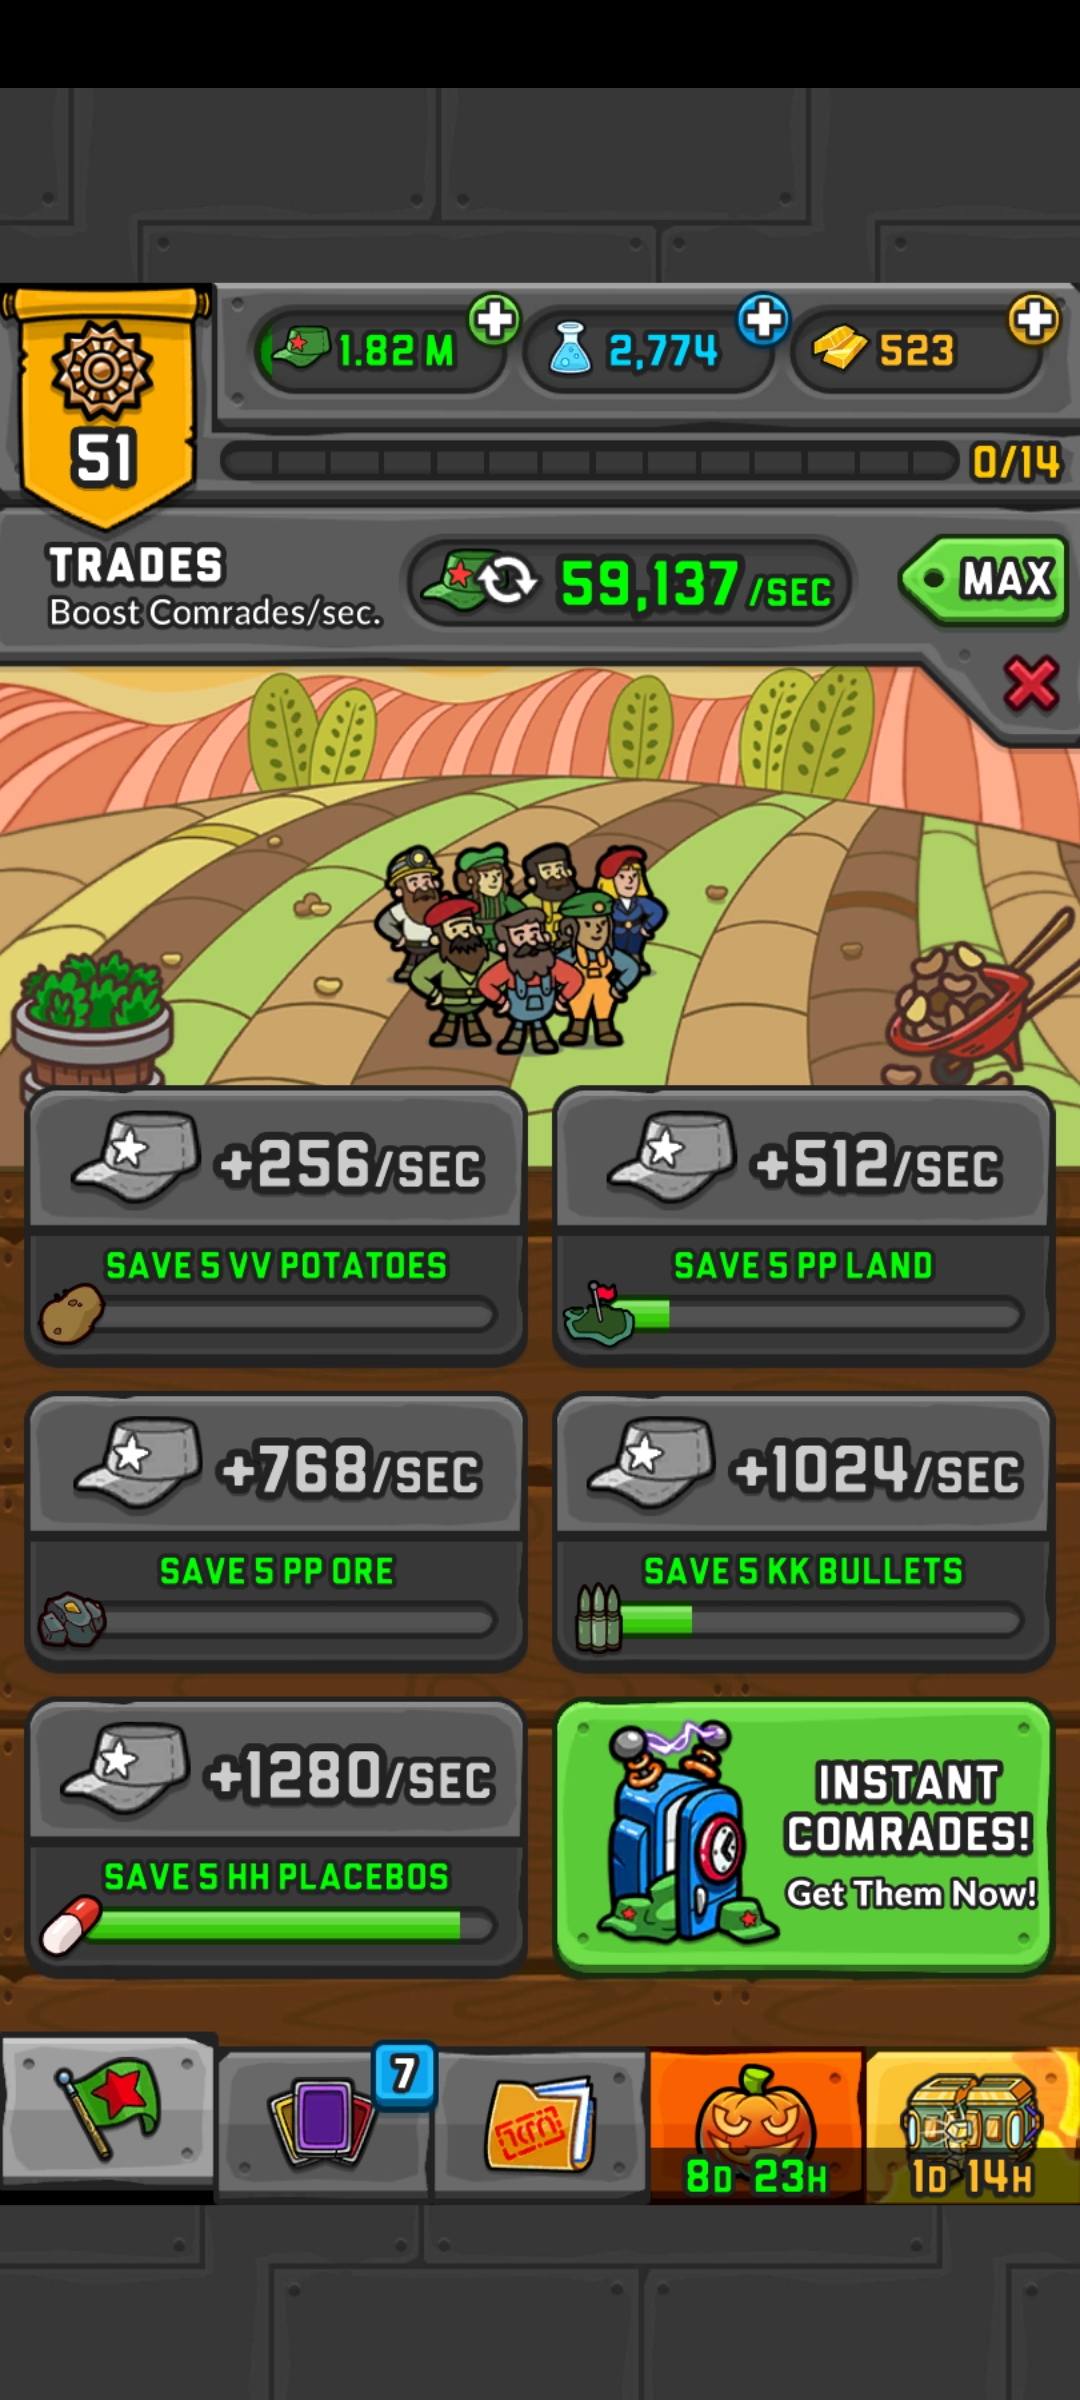 1.82 M
2,774
523
51
0/14
TRADES
Boost Comrades/sec.
59,137/SEC
MAX
+256/SEC
+512/SEC
SAVE 5 VV POTATOES
SAVE 5 PP LAND
+768/SEC
+1024/SEC
SAVE 5 PP ORE
SAVE 5 KK BULLETS
+1280/SEC
SAVE 5 HH PLACEBOS
INSTANT
COMRADES!
Get Them Now!
7
8D 23H
1D 14H